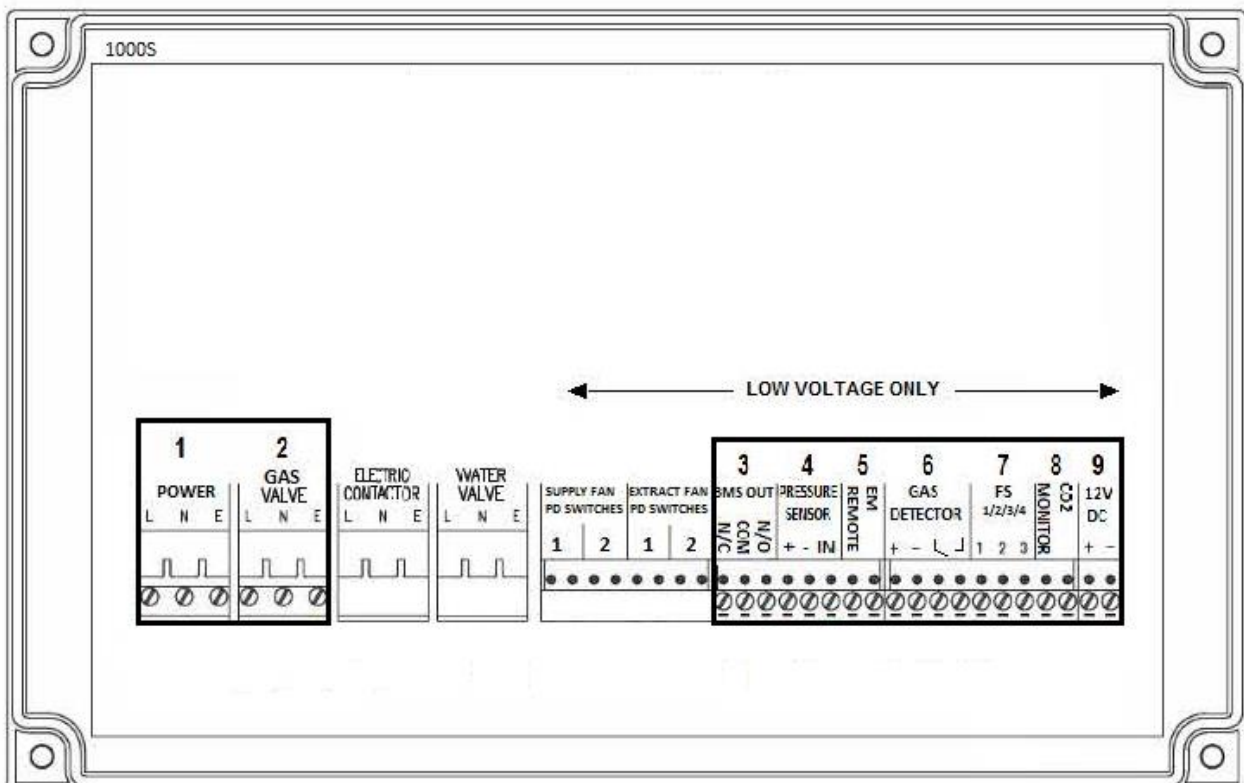 1000S
LOW VOLTAGE ONLY
1
POWER
L N E
2
GAS
VALVE
L N E
ELECTRIC
CONTACTOR
L N E
WATER
VALVE
L N E
SUPPLY FAN
PD SWITCHES
1 2
EXTRACT FAN
PD SWITCHES
1 2
3
BMS OUT
N/C
COM
N/O
4
PRESSURE
SENSOR
+ - IN
5
EM
REMOTE
6
GAS
DETECTOR
+ -
7
FS
1/2/3/4
1 2 3
8
CO2
MONITOR
9
12V
DC
+ -